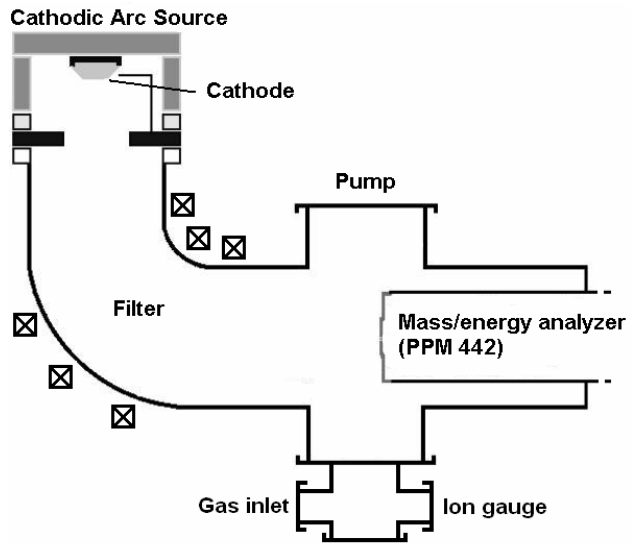 Cathodic Arc Source
Cathode
Pump
Filter
Mass/energy analyzer
(PPM 442)
Gas inlet
Ion gauge